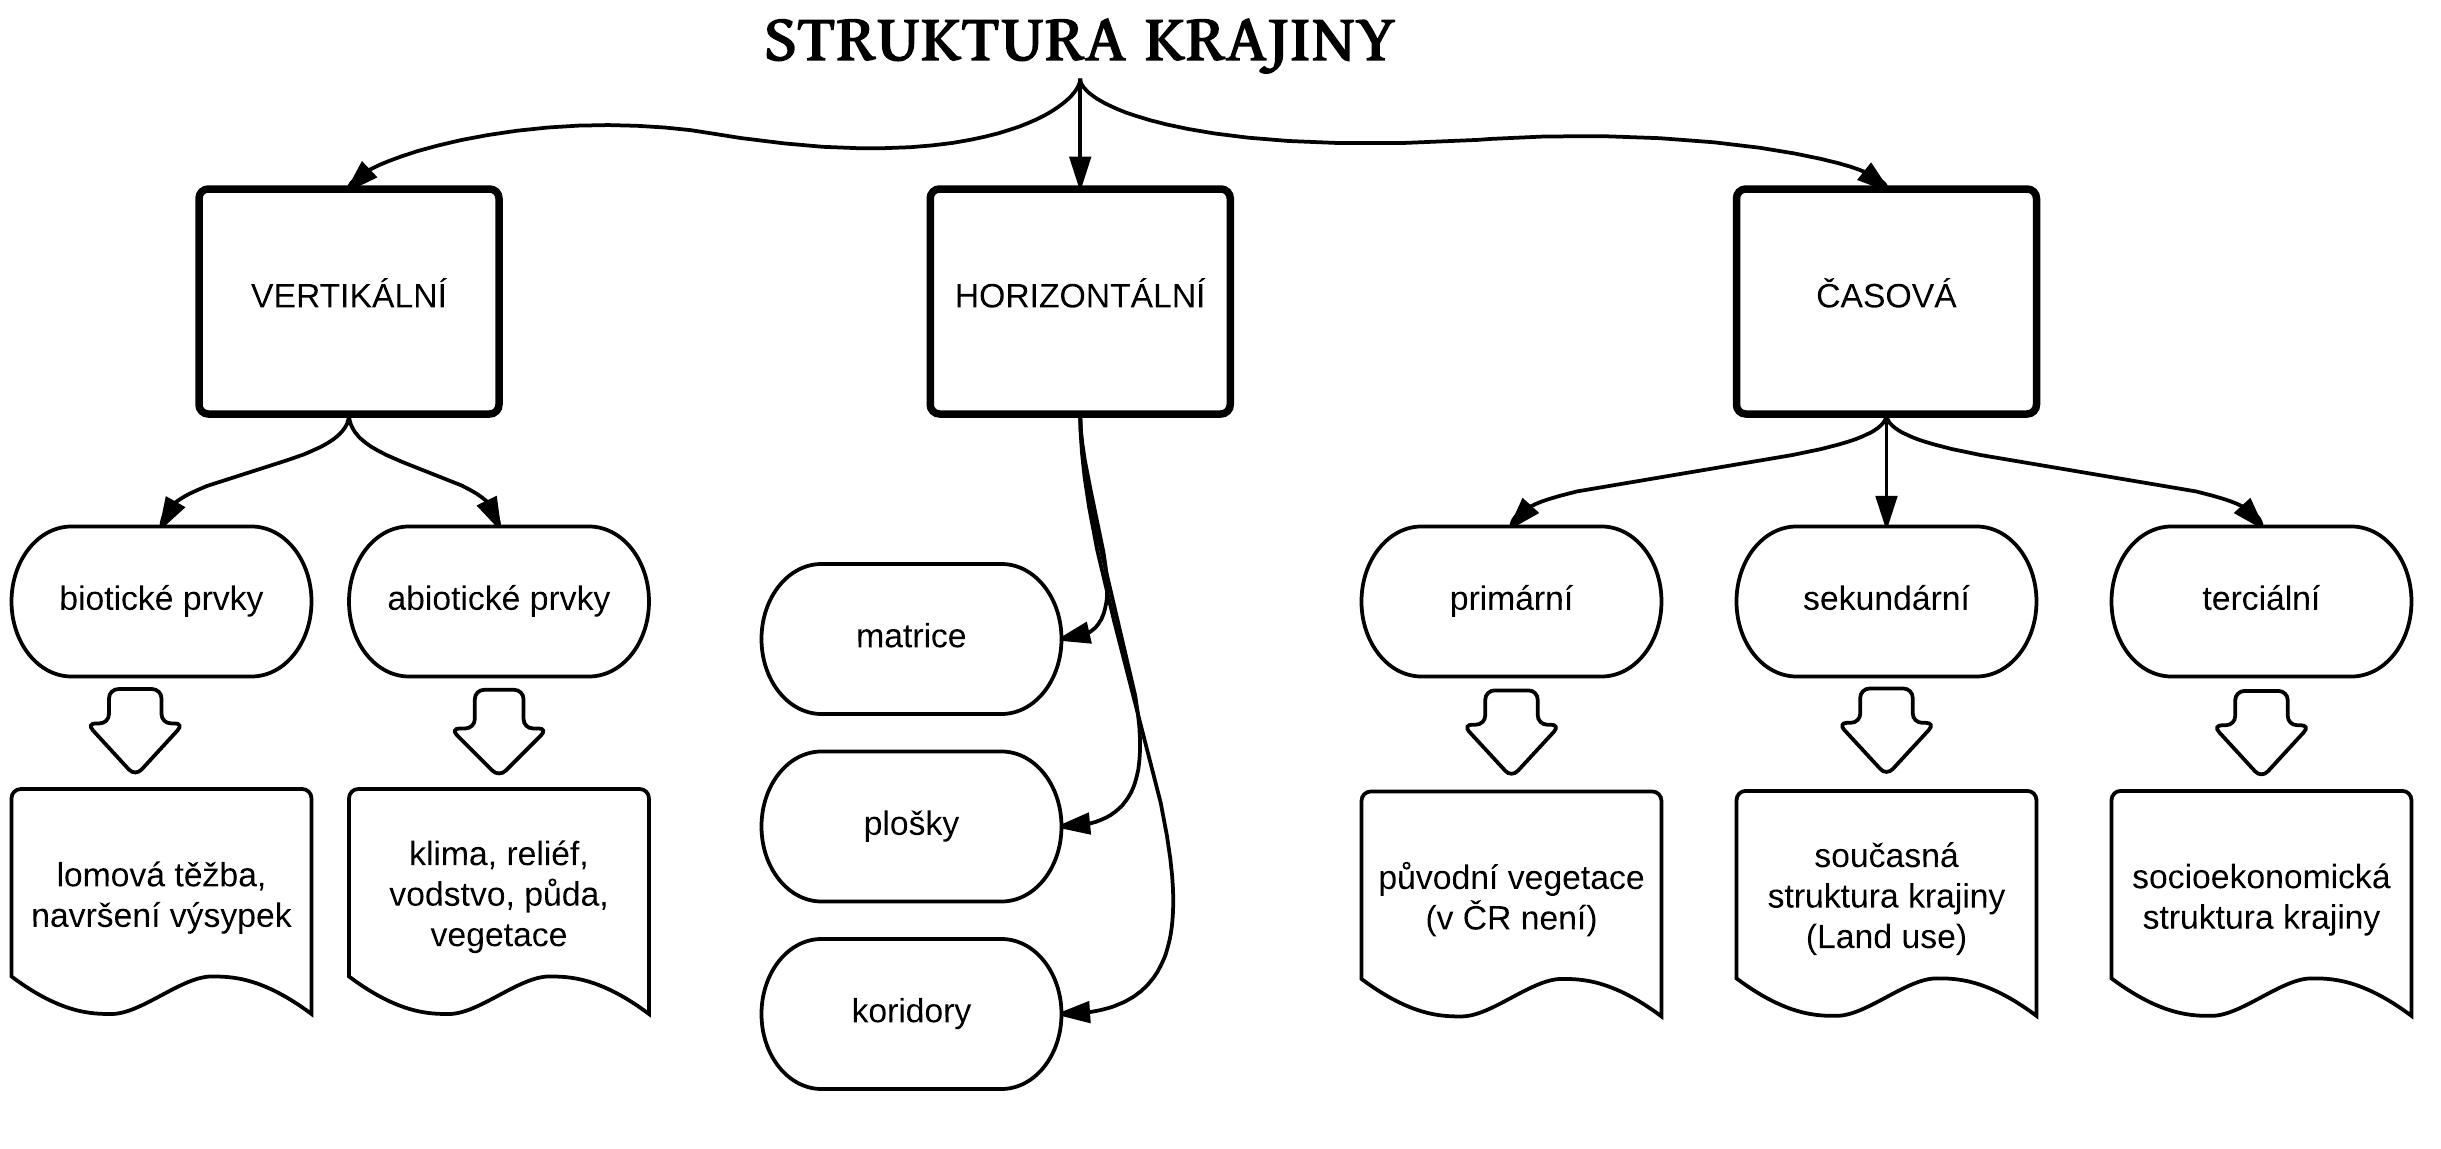 STRUKTURA KRAJINY
VERTIKÁLNÍ
HORIZONTÁLNÍ
ČASOVÁ
biotické prvky
abiotické prvky
matrice
plošky
koridory
primární
sekundární
terciální
lomová těžba,
navršení výsypek
klima, reliéf,
vodstvo, půda,
vegetace
původní vegetace
(v ČR není)
současná
struktura krajiny
(Land use)
socioekonomická
struktura krajiny